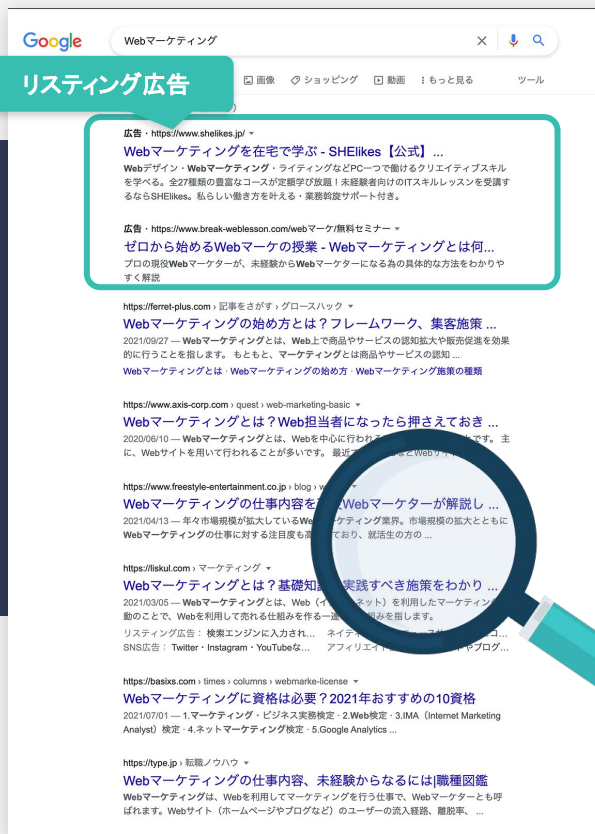 Google
Webマーケティング
リスティング広告
画像 ショッピング 動画 もっと見る ツール
広告・https://www.shelikes.jp/
Webマーケティングを在宅で学ぶ - SHElikes【公式】...
Webデザイン・Webマーケティング・ライティングなどPC一つで働けるクリエイティブスキル
を学べる。全27種類の豊富なコースが定額学び放題！未経験者向けのITスキルレッスンを受講す
るならSHElikes。私らしい働き方を叶える・業務斡旋サポート付き。
広告・https://www.break-weblesson.com/webマーケ/無料セミナー
ゼロから始めるWebマーケの授業 - Webマーケティングとは何...
プロの現役Webマーケターが、未経験からWebマーケターになる為の具体的な方法をわかりや
すく解説
https://ferret-plus.com › 記事をさがす › グロースハック
Webマーケティングの始め方とは？フレームワーク、集客施策 ...
2021/09/27 — Webマーケティングとは、Web上で商品やサービスの認知拡大や販売促進を効果
的に行うことを指します。 もともと、マーケティングとは商品やサービスの認知 ...
Webマーケティングとは · Webマーケティングの始め方 · Webマーケティング施策の種類
https://www.axis-corp.com › quest › web-marketing-basic
Webマーケティングとは？Web担当者になったら押さえておき ...
2020/06/10 — Webマーケティングとは、Webを中心に行われ とです。 主
に、Webサイトを用いて行われることが多いです。 最近 などWebサイ
https://www.freestyle-entertainment.co.jp › blog
Webマーケティングの仕事内容を Webマーケターが解説し ...
2021/04/13 — 年々市場規模が拡大しているWe ケティング業界。市場規模の拡大とともに
Webマーケティングの仕事に対する注目度も高 ており、就活生の方の ...
https://liskul.com › マーケティング
Webマーケティングとは？基礎知 実践すべき施策をわかり ...
2021/03/05 — Webマーケティングとは、Web（イ ネット）を利用したマーケティン
動のことで、Webを利用して売れる仕組みを作る一連 組みを指します。
リスティング広告： 検索エンジンに入力され... ネイテ
SNS広告： Twitter・Instagram・YouTubeな... アフィリエイ やブログ...
https://basixs.com › times › columns › webmarke-license
Webマーケティングに資格は必要？2021年おすすめの10資格
2021/07/01 — 1.マーケティング・ビジネス実務検定 · 2.Web検定 · 3.IMA（Internet Marketing
Analyst）検定 · 4.ネットマーケティング検定 · 5.Google Analytics ...
https://type.jp › 転職ノウハウ
Webマーケティングの仕事内容、未経験からなるには|職種図鑑
Webマーケティングは、Webを利用してマーケティングを行う仕事で、Webマーケターとも呼
ばれます。Webサイト（ホームページやブログなど）のユーザーの流入経路、離脱率、 ...